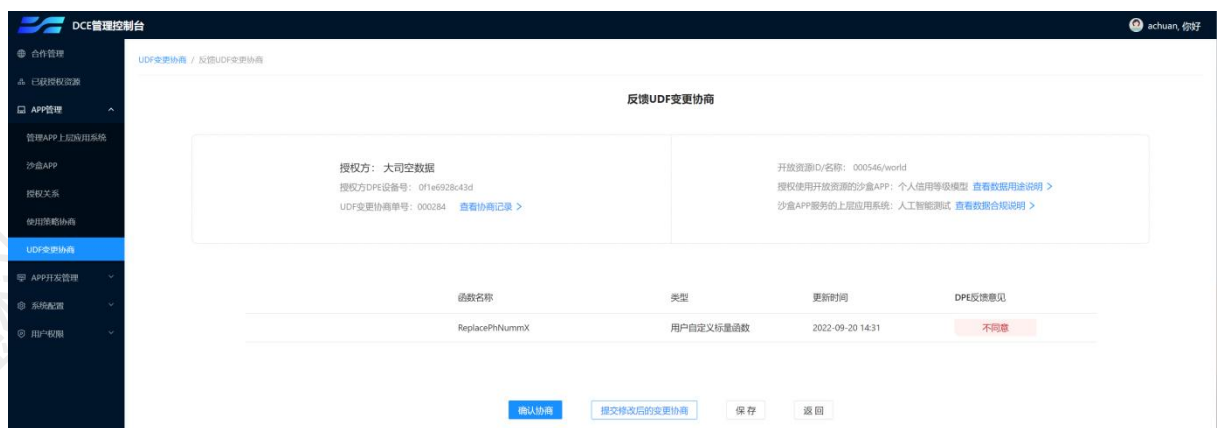 DCE管理控制台
achuan, 你好
合作管理
已获授权资源
APP管理
管理APP上层应用系统
沙盒APP
授权关系
使用策略协商
UDF变更协商
APP开发管理
系统配置
用户权限
UDF变更协商 / 反馈UDF变更协商
反馈UDF变更协商
授权方： 大司空数据
授权方DPE设备号： 0f1e6928c43d
UDF变更协商单号：000284 查看协商记录 >
开放资源ID/名称： 000546/world
授权使用开放资源的沙盒APP：个人信用等级模型 查看数据用途说明 >
沙盒APP服务的上层应用系统：人工智能测试 查看数据合规说明 >
函数名称 类型 更新时间 DPE反馈意见
ReplacePhNummX 用户自定义标量函数 2022-09-20 14:31 不同意
确认协商 提交修改后的变更协商 保存 返回